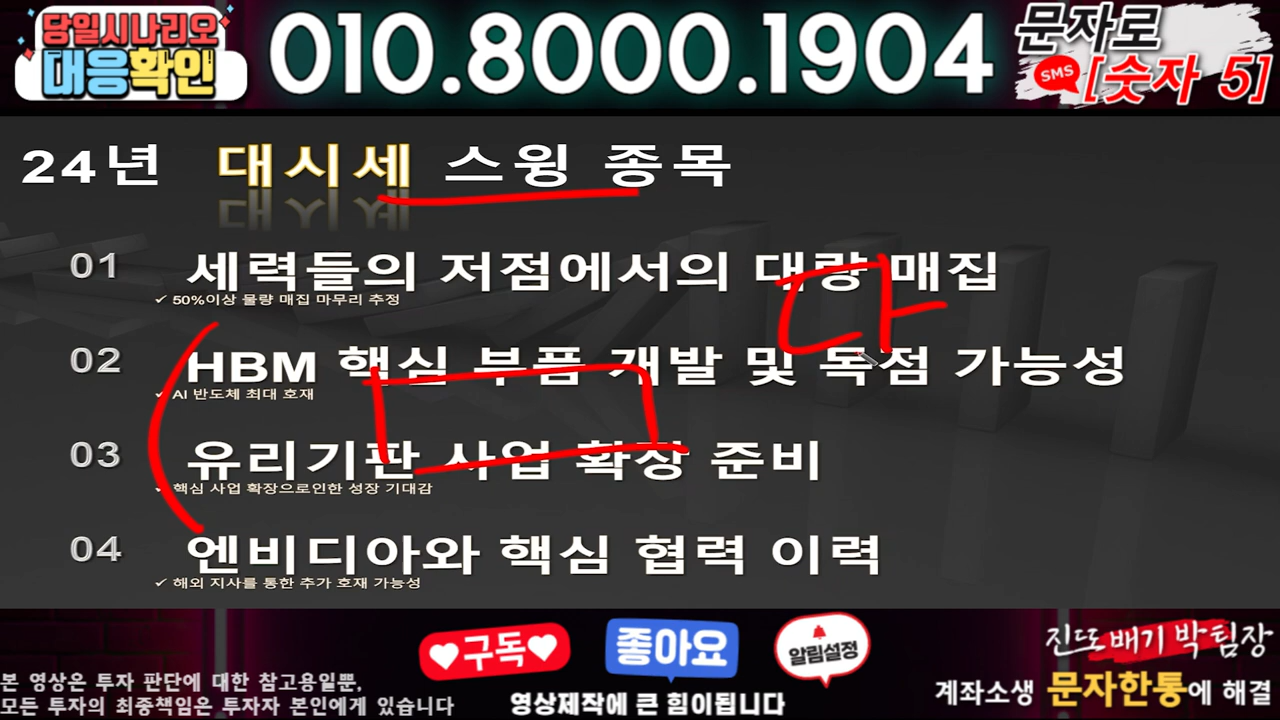 당일시나리오
대응확인
010.8000.1904
문자로
SMS [숫자 5]
24년 대시세 스윙 종목
01 세력들의 저점에서의 대량 매집
✓ 50%이상 물량 매집 마무리 추정
다
02 HBM 핵심 부품 개발 및 독점 가능성
✓ AI 반도체 최대 호재
03 유리기판 사업 확장 준비
✓ 핵심 사업 확장으로인한 성장 기대감
04 엔비디아와 핵심 협력 이력
✓ 해외 지사를 통한 추가 호재 가능성
구독
좋아요
알림설정
진또배기 박팀장
본 영상은 투자 판단에 대한 참고용일뿐,
모든 투자의 최종책임은 투자자 본인에게 있습니다
영상제작에 큰 힘이됩니다
계좌소생 문자한통에 해결